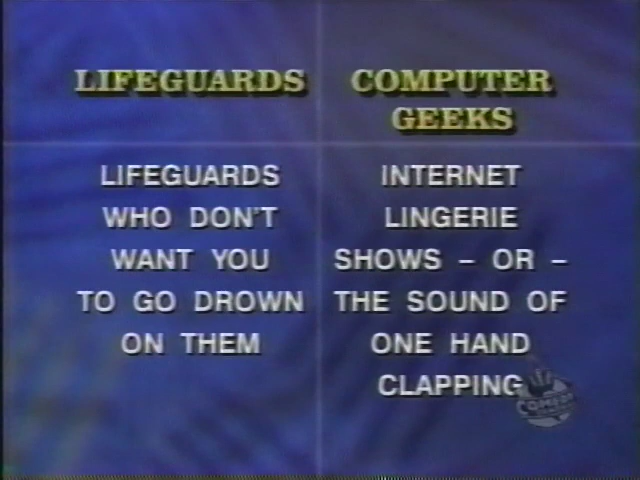 LIFEGUARDS
COMPUTER
GEEKS
LIFEGUARDS
WHO DON'T
WANT YOU
TO GO DROWN
ON THEM
INTERNET
LINGERIE
SHOWS – OR –
THE SOUND OF
ONE HAND
CLAPPING
COMEDY